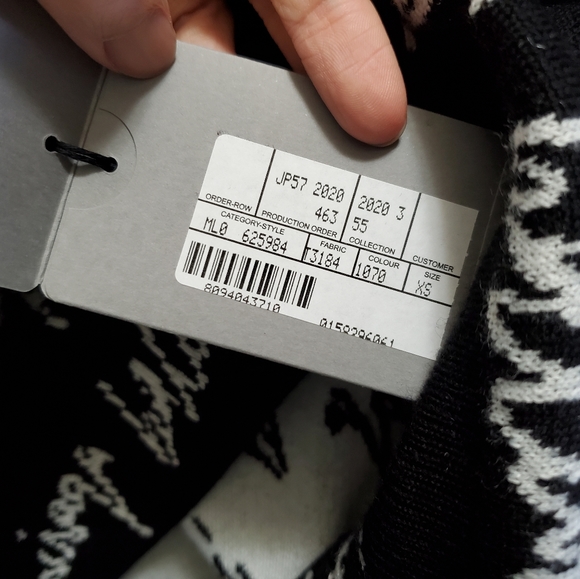 JP57 2020
2020 3
463
55
ORDER-ROW
PRODUCTION ORDER
COLLECTION
CUSTOMER
CATEGORY-STYLE
FABRIC
COLOUR
SIZE
ML0 625984
T3184
1070
XS
8094043710
0158296061